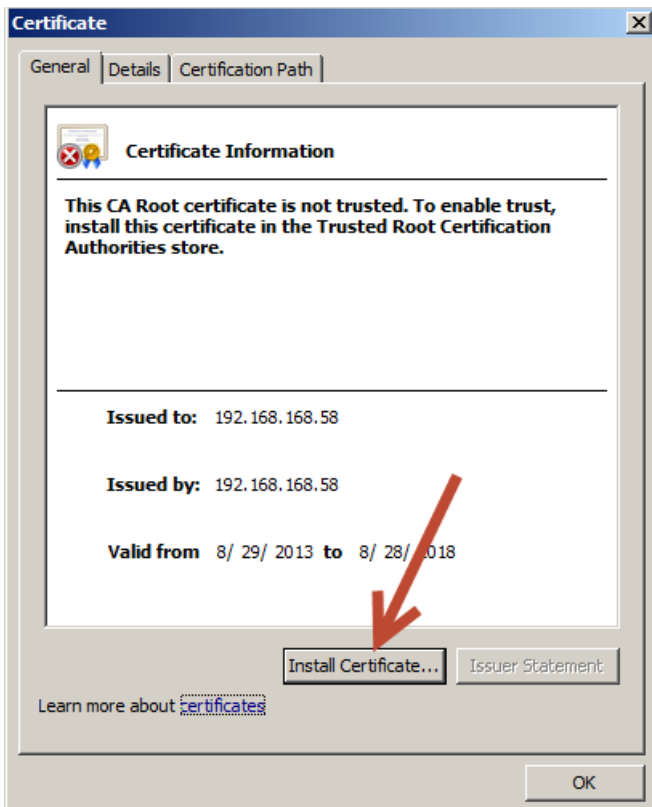 Certificate
General Details Certification Path
Certificate Information
This CA Root certificate is not trusted. To enable trust,
install this certificate in the Trusted Root Certification
Authorities store.
Issued to: 192.168.168.58
Issued by: 192.168.168.58
Valid from 8/ 29/ 2013 to 8/ 28/ 2018
Install Certificate... Issuer Statement
Learn more about certificates
OK